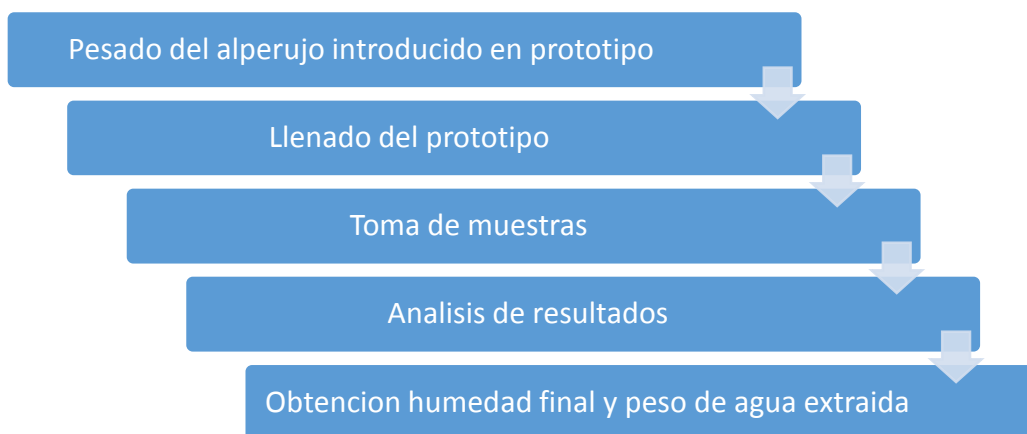 Pesado del alperujo introducido en prototipo
Llenado del prototipo
Toma de muestras
Analisis de resultados
Obtencion humedad final y peso de agua extraida